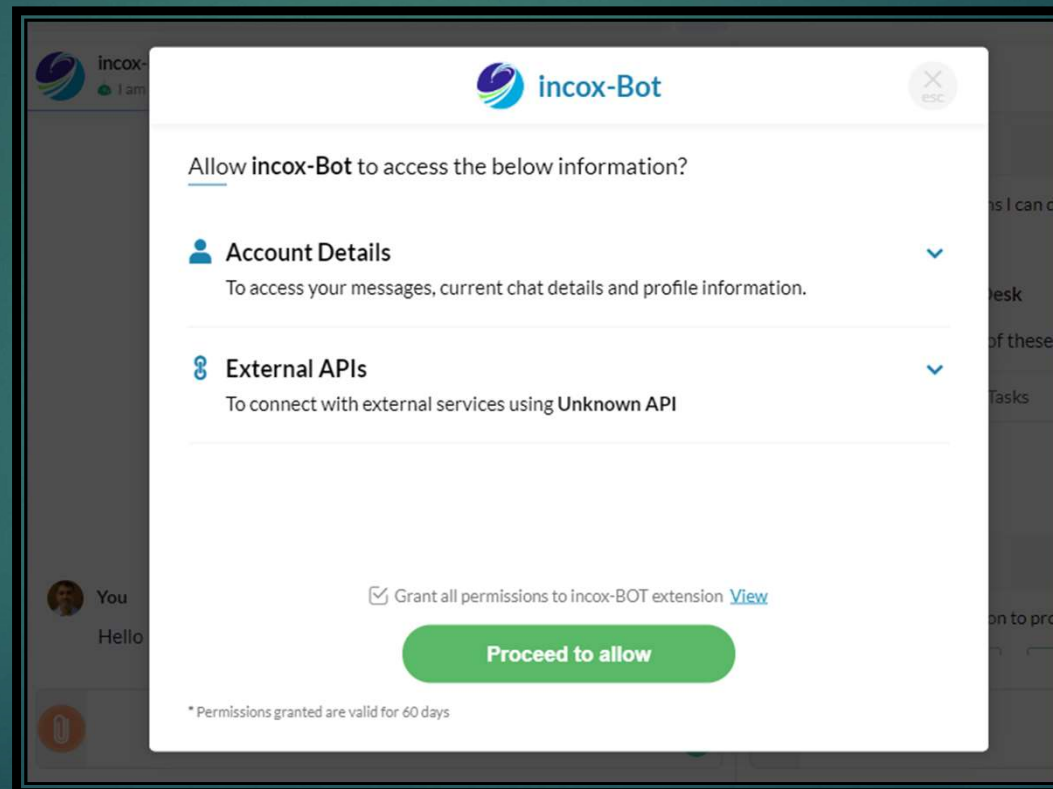 incox-
I am
incox-Bot
esc
Allow incox-Bot to access the below information?
Account Details
To access your messages, current chat details and profile information.
External APIs
To connect with external services using Unknown API
Grant all permissions to incox-BOT extension View
Proceed to allow
* Permissions granted are valid for 60 days
You
Hello
I can
of these
Tasks